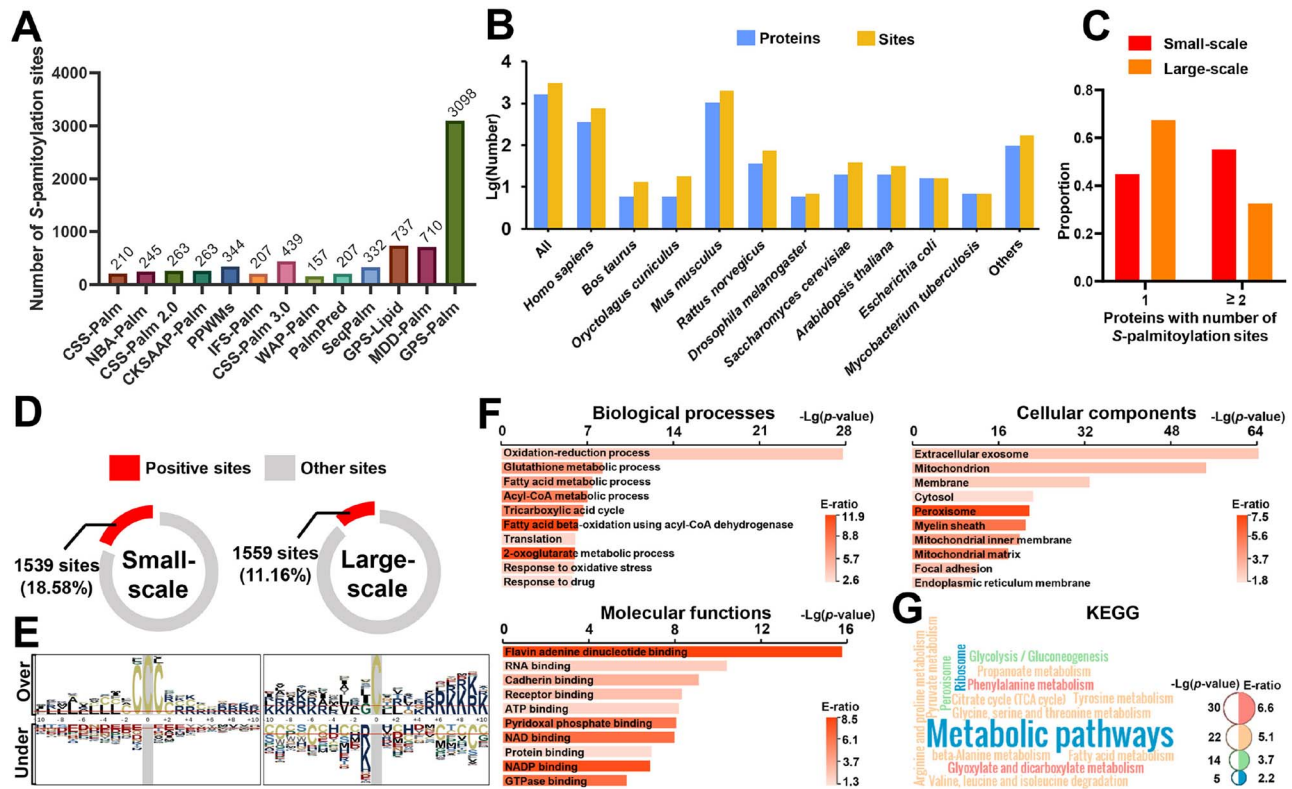 A
Number of S-pamitoylation sites
4000
3000
2000
1000
0
210
245
263
263
344
207
439
157
207
332
737
710
3098
CSS-Palm
NBA-Palm
CSS-Palm 2.0
CKSAAP-Palm
PPWMs
IFS-Palm
CSS-Palm 3.0
WAP-Palm
PalmPred
SeqPalm
GPS-Lipid
MDD-Palm
GPS-Palm
B
Proteins
Sites
Lg(Number)
4
3
2
1
0
All
Homo sapiens
Bos taurus
Oryctolagus cuniculus
Mus musculus
Rattus norvegicus
Drosophila melanogaster
Saccharomyces cerevisiae
Arabidopsis thaliana
Escherichia coli
Mycobacterium tuberculosis
Others
C
Small-scale
Large-scale
Proportion
0.8
0.6
0.4
0.2
0.0
1
≥ 2
Proteins with number of
S-palmitoylation sites
D
Positive sites
Other sites
1539 sites
(18.58%)
Small-
scale
1559 sites
(11.16%)
Large-
scale
E
Over
Under
F
Biological processes
-Lg(p-value)
0 7 14 21 28
Oxidation-reduction process
Glutathione metabolic process
Fatty acid metabolic process
Acyl-CoA metabolic process
Tricarboxylic acid cycle
Fatty acid beta-oxidation using acyl-CoA dehydrogenase
Translation
2-oxoglutarate metabolic process
Response to oxidative stress
Response to drug
E-ratio
11.9
8.8
5.7
2.6
Cellular components
-Lg(p-value)
0 16 32 48 64
Extracellular exosome
Mitochondrion
Membrane
Cytosol
Peroxisome
Myelin sheath
Mitochondrial inner membrane
Mitochondrial matrix
Focal adhesion
Endoplasmic reticulum membrane
E-ratio
7.5
5.6
3.7
1.8
Molecular functions
-Lg(p-value)
0 4 8 12 16
Flavin adenine dinucleotide binding
RNA binding
Cadherin binding
Receptor binding
ATP binding
Pyridoxal phosphate binding
NAD binding
Protein binding
NADP binding
GTPase binding
E-ratio
8.5
6.1
3.7
1.3
G
KEGG
Arginine and proline metabolism
Pyruvate metabolism
Peroxisome
Ribosome
Glycolysis / Gluconeogenesis
Propanoate metabolism
Phenylalanine metabolism
Citrate cycle (TCA cycle)
Tyrosine metabolism
Glycine, serine and threonine metabolism
Metabolic pathways
beta-Alanine metabolism
Fatty acid metabolism
Glyoxylate and dicarboxylate metabolism
Valine, leucine and isoleucine degradation
-Lg(p-value) E-ratio
30 6.6
22 5.1
14 3.7
5 2.2